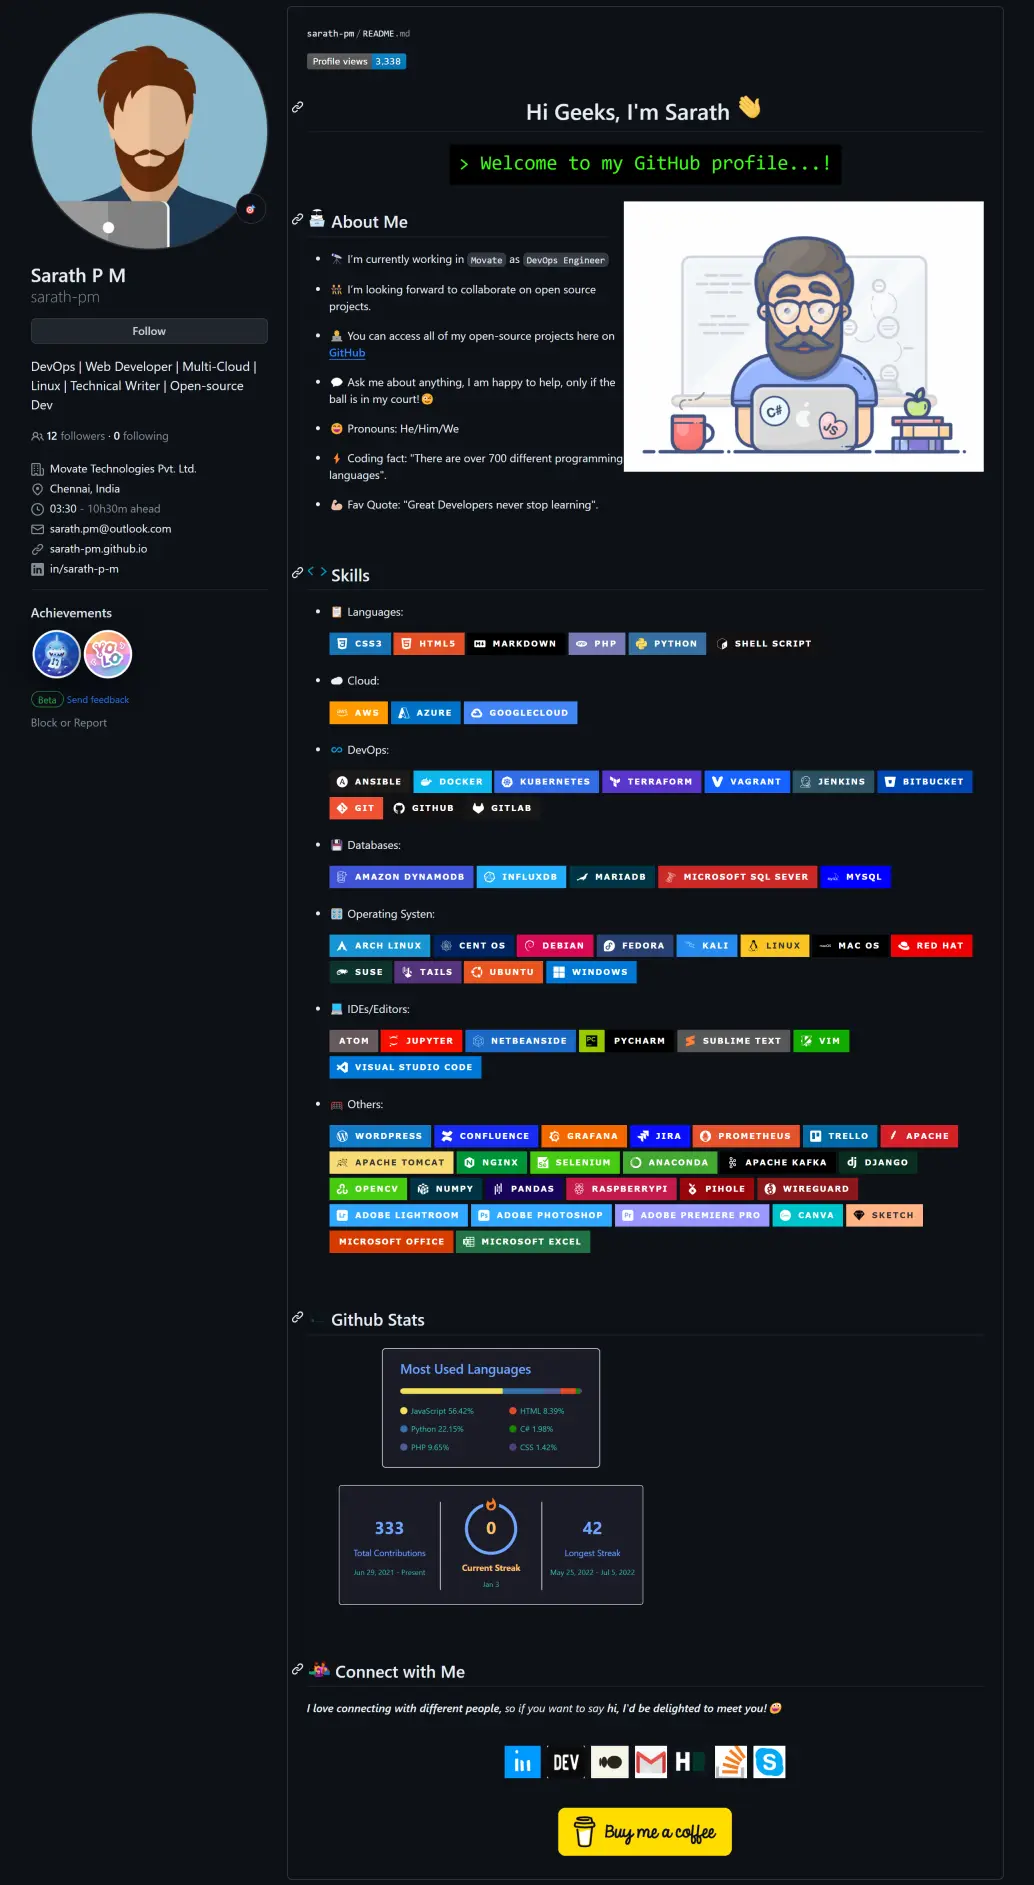 Sarath P M
sarath-pm
Follow
DevOps | Web Developer | Multi-Cloud |
Linux | Technical Writer | Open-source
Dev
12 followers · 0 following
Movate Technologies Pvt. Ltd.
Chennai, India
03:30 - 10h30m ahead
sarath.pm@outlook.com
sarath-pm.github.io
in/sarath-p-m
Achievements
YOLO
Beta Send feedback
Block or Report
sarath-pm/README.md
Profile views 3,338
Hi Geeks, I'm Sarath 👋
> Welcome to my GitHub profile...!
About Me
🔭 I'm currently working in Movate as DevOps Engineer
👯 I'm looking forward to collaborate on open source
projects.
👨‍💻 You can access all of my open-source projects here on
GitHub
💬 Ask me about anything, I am happy to help, only if the
ball is in my court!😅
😄 Pronouns: He/Him/We
⚡ Coding fact: "There are over 700 different programming
languages".
💪 Fav Quote: "Great Developers never stop learning".
C#
JS
< > Skills
📋 Languages:
CSS3 HTML5 MARKDOWN PHP PYTHON SHELL SCRIPT
☁ Cloud:
AWS AZURE GOOGLECLOUD
∞ DevOps:
ANSIBLE DOCKER KUBERNETES TERRAFORM VAGRANT JENKINS BITBUCKET
GIT GITHUB GITLAB
💾 Databases:
AMAZON DYNAMODB INFLUXDB MARIADB MICROSOFT SQL SEVER MYSQL
Operating Systen:
ARCH LINUX CENT OS DEBIAN FEDORA KALI LINUX MAC OS RED HAT
SUSE TAILS UBUNTU WINDOWS
💻 IDEs/Editors:
ATOM JUPYTER NETBEANSIDE PC PYCHARM SUBLIME TEXT VIM
VISUAL STUDIO CODE
Others:
WORDPRESS CONFLUENCE GRAFANA JIRA PROMETHEUS TRELLO APACHE
APACHE TOMCAT NGINX SELENIUM ANACONDA APACHE KAFKA dj DJANGO
OPENCV NUMPY PANDAS RASPBERRYPI PIHOLE WIREGUARD
Lr ADOBE LIGHTROOM Ps ADOBE PHOTOSHOP Pr ADOBE PREMIERE PRO CANVA SKETCH
MICROSOFT OFFICE MICROSOFT EXCEL
Github Stats
Most Used Languages
JavaScript 56.42% HTML 8.39%
Python 22.15% C# 1.98%
PHP 9.65% CSS 1.42%
333 0 42
Total Contributions Current Streak Longest Streak
Jun 29, 2021 - Present Jan 3 May 25, 2022 - Jul 5, 2022
Connect with Me
I love connecting with different people, so if you want to say hi, I'd be delighted to meet you! 😀
in DEV M H S
Buy me a coffee